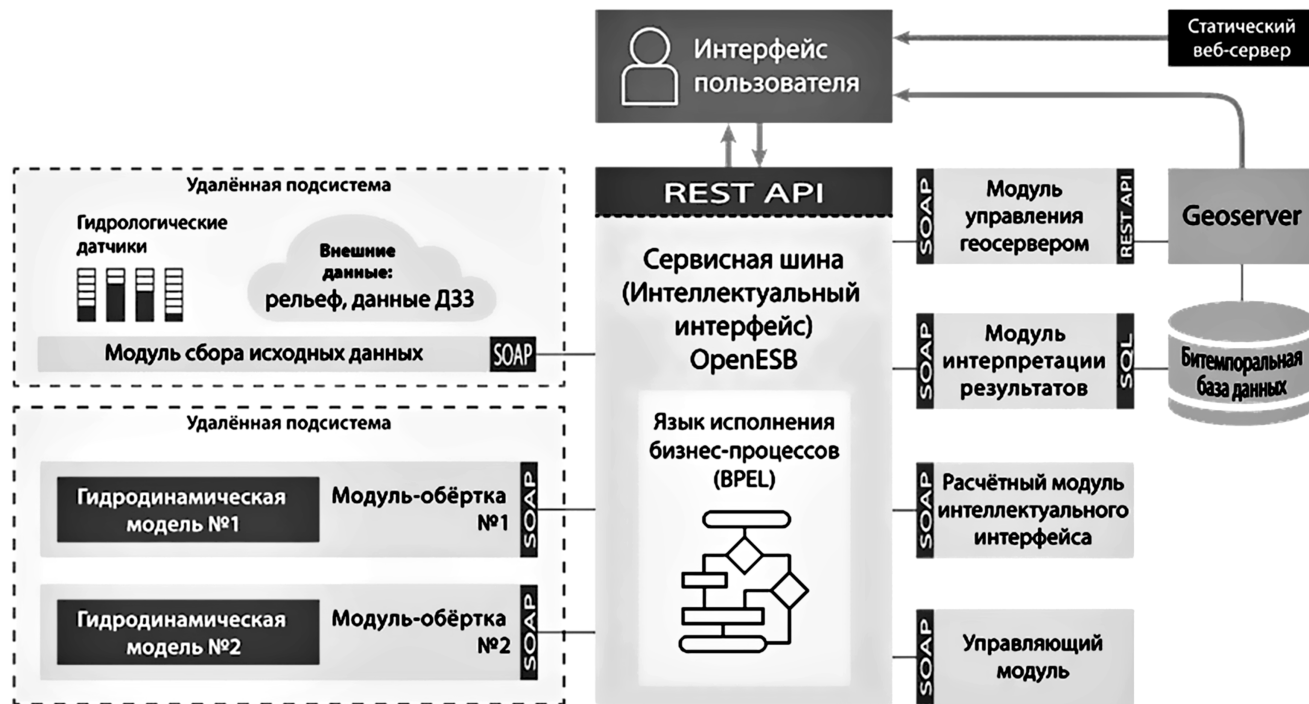 Интерфейс
пользователя
Статический
веб-сервер
Удалённая подсистема
Гидрологические
датчики
Внешние
данные:
рельеф, данные ДЗЗ
Модуль сбора исходных данных
SOAP
Удалённая подсистема
Гидродинамическая
модель №1
Модуль-обёртка
№1
SOAP
Гидродинамическая
модель №2
Модуль-обёртка
№2
SOAP
REST API
Сервисная шина
(Интеллектуальный
интерфейс)
OpenESB
Язык исполнения
бизнес-процессов
(BPEL)
SOAP
Модуль
управления
геосервером
REST API
Geoserver
SOAP
Модуль
интерпретации
результатов
SQL
Битемпоральная
база данных
SOAP
Расчётный модуль
интеллектуального
интерфейса
SOAP
Управляющий
модуль